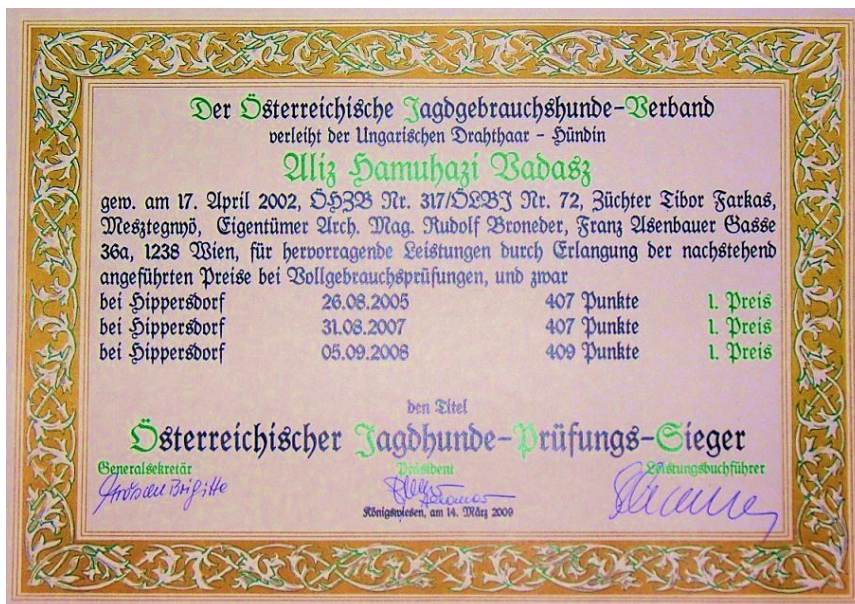 Der Österreichische Jagdgebrauchshunde-Verband
verleiht der Ungarischen Drahthaar - Hündin
Aliz Hamuhazi Vadasz
gew. am 17. April 2002, ÖHZB Nr. 317/ÖLBJ Nr. 72, Züchter Tibor Farkas,
Mesztegnyö, Eigentümer Arch. Mag. Rudolf Broneder, Franz Asenbauer Gasse
36a, 1238 Wien, für hervorragende Leistungen durch Erlangung der nachstehend
angeführten Preise bei Vollgebrauchsprüfungen, und zwar
bei Hippersdorf 26.08.2005 407 Punkte 1. Preis
bei Hippersdorf 31.08.2007 407 Punkte 1. Preis
bei Hippersdorf 05.09.2008 409 Punkte 1. Preis
den Titel
Österreichischer Jagdhunde-Prüfungs-Sieger
Generalsekretär Präsident Leistungsbuchführer
Brigitte
Königswiesen, am 14. März 2009